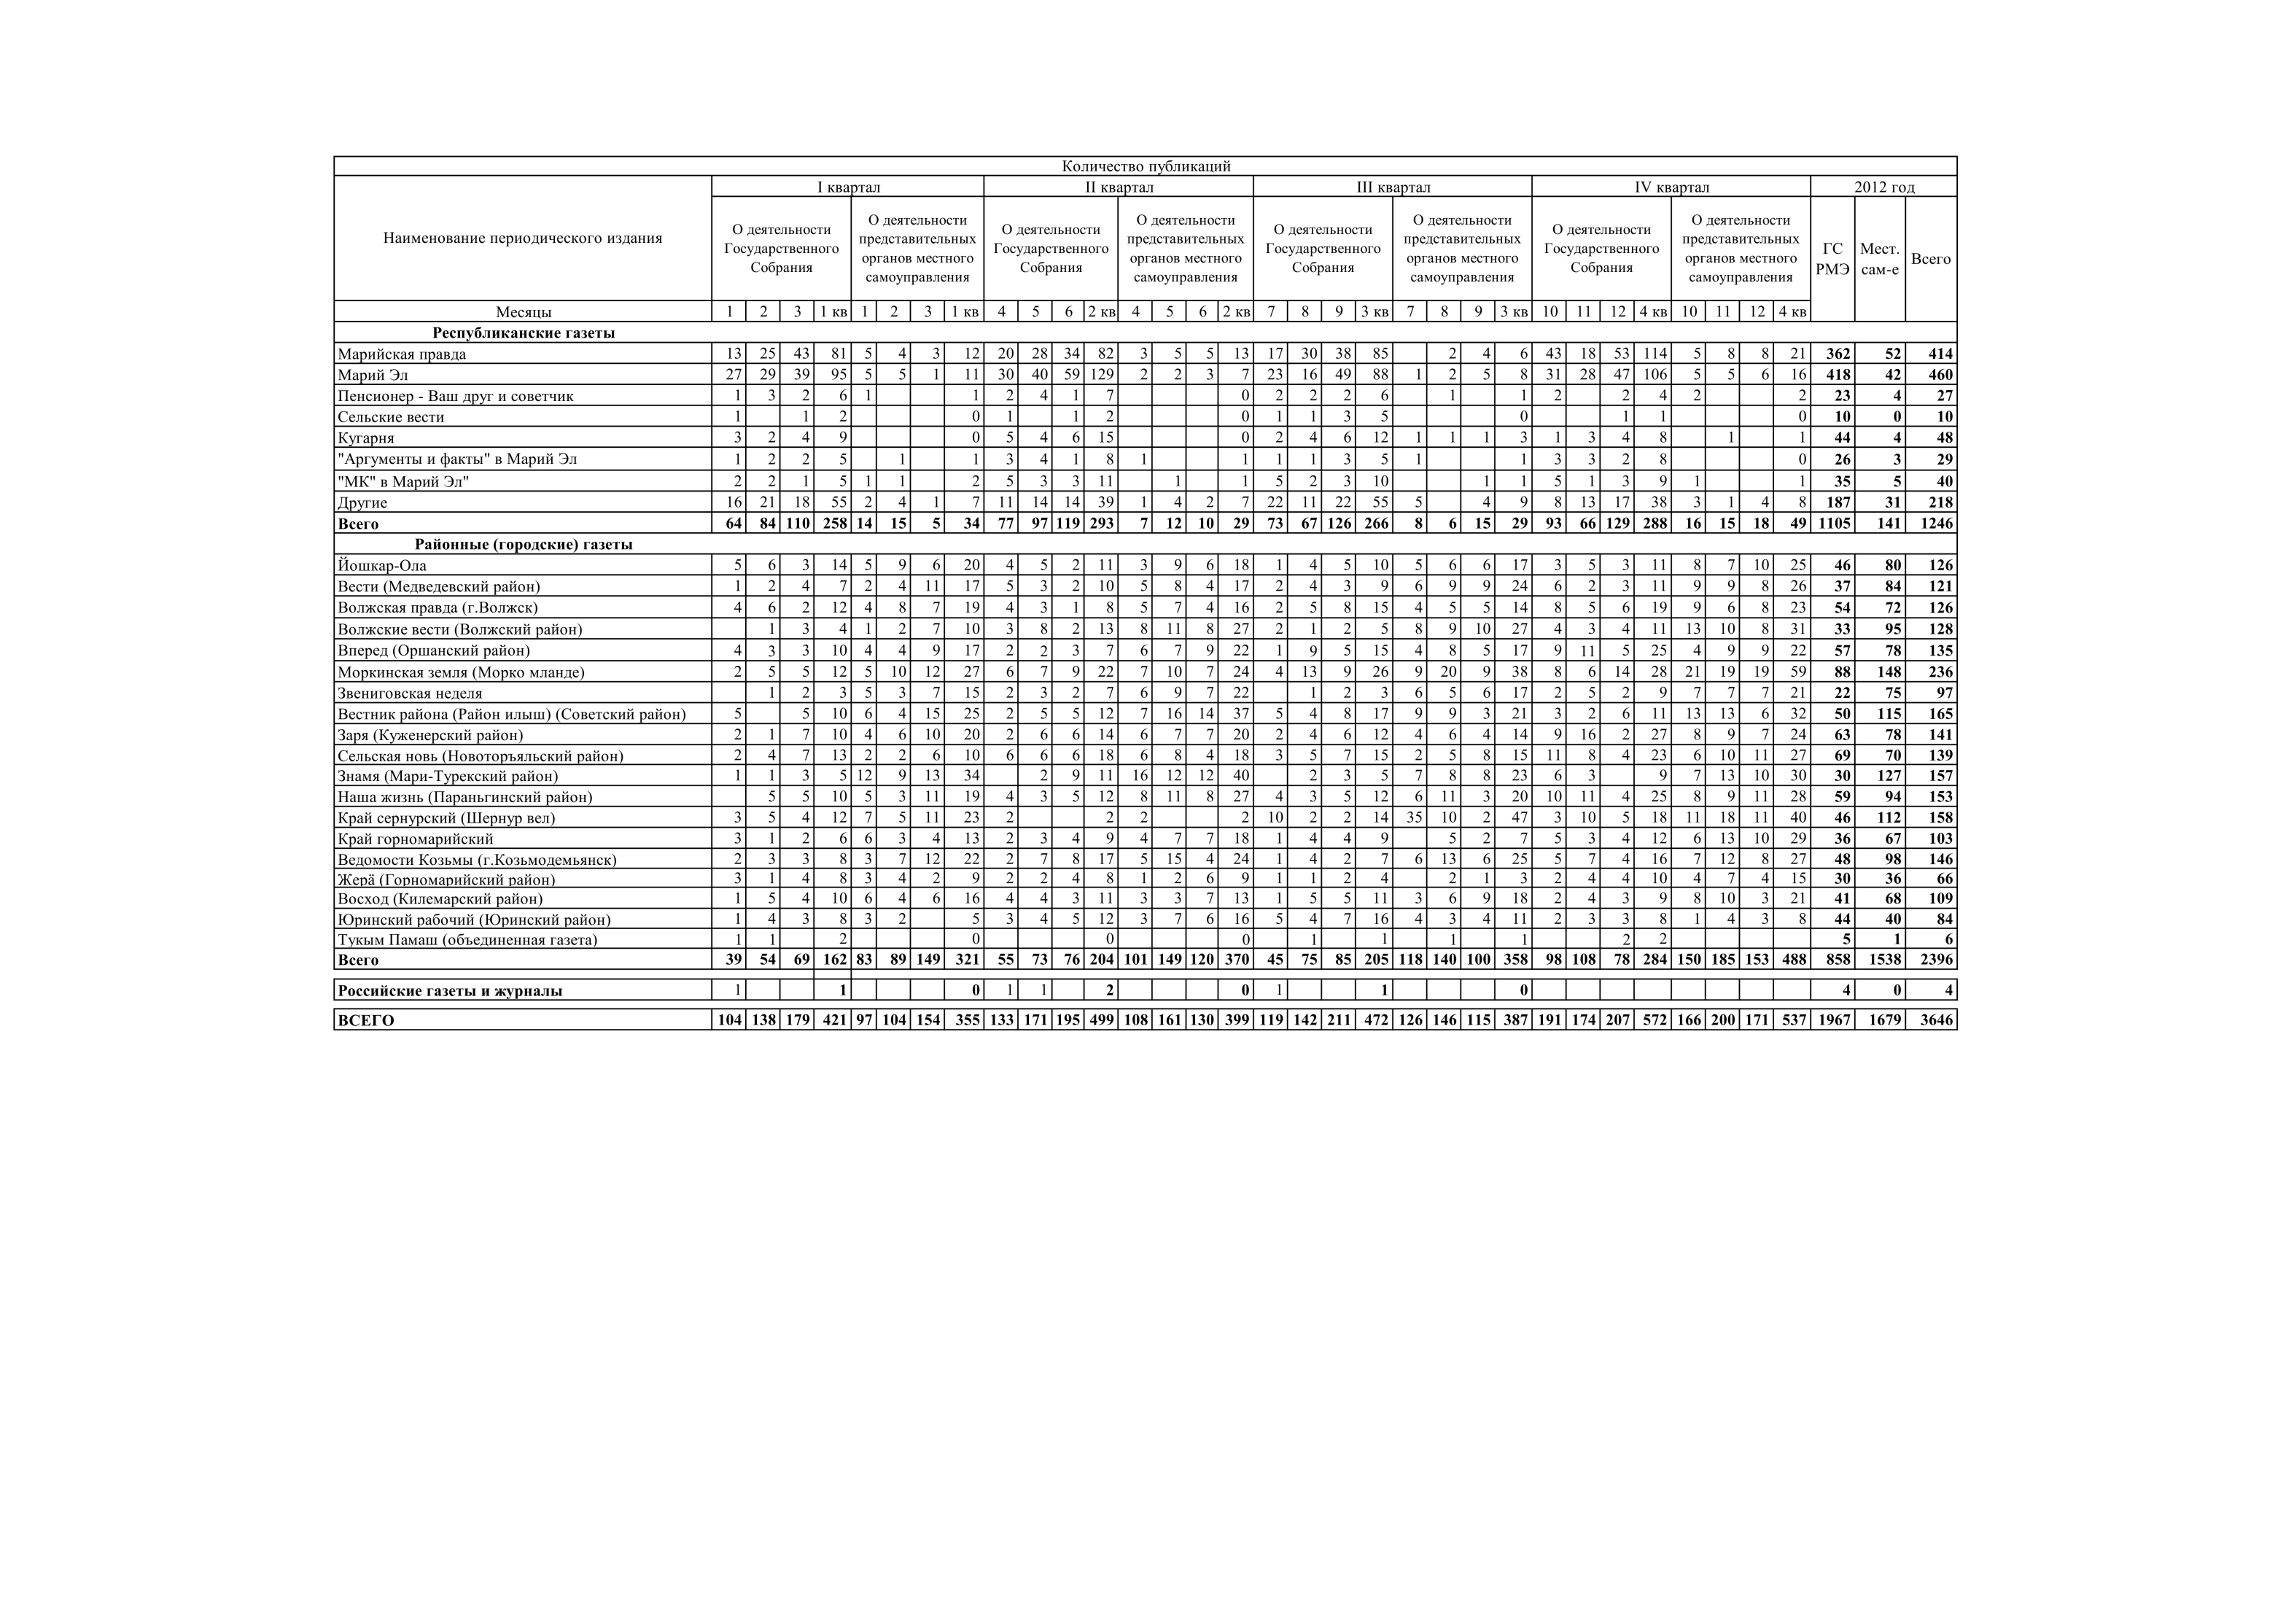 Количество публикаций
Наименование периодического издания I квартал II квартал III квартал IV квартал 2012 год
О деятельности Государственного Собрания О деятельности представительных органов местного самоуправления О деятельности Государственного Собрания О деятельности представительных органов местного самоуправления О деятельности Государственного Собрания О деятельности представительных органов местного самоуправления О деятельности Государственного Собрания О деятельности представительных органов местного самоуправления ГС РМЭ Мест. сам-е Всего
Месяцы 1 2 3 1 кв 1 2 3 1 кв 4 5 6 2 кв 4 5 6 2 кв 7 8 9 3 кв 7 8 9 3 кв 10 11 12 4 кв 10 11 12 4 кв
Республиканские газеты
Марийская правда 13 25 43 81 5 4 3 12 20 28 34 82 3 5 5 13 17 30 38 85 2 4 6 43 18 53 114 5 8 8 21 362 52 414
Марий Эл 27 29 39 95 5 5 1 11 30 40 59 129 2 2 3 7 23 16 49 88 1 2 5 8 31 28 47 106 5 5 6 16 418 42 460
Пенсионер - Ваш друг и советчик 1 3 2 6 1 1 2 4 1 7 0 2 2 2 6 1 1 2 2 4 2 2 23 4 27
Сельские вести 1 1 2 0 1 1 2 0 1 1 3 5 0 1 1 0 10 0 10
Кугарня 3 2 4 9 0 5 4 6 15 0 2 4 6 12 1 1 1 3 1 3 4 8 1 1 44 4 48
"Аргументы и факты" в Марий Эл 1 2 2 5 1 1 3 4 1 8 1 1 1 1 3 5 1 1 3 3 2 8 0 26 3 29
"МК" в Марий Эл" 2 2 1 5 1 1 2 5 3 3 11 1 1 5 2 3 10 1 1 5 1 3 9 1 1 35 5 40
Другие 16 21 18 55 2 4 1 7 11 14 14 39 1 4 2 7 22 11 22 55 5 4 9 8 13 17 38 3 1 4 8 187 31 218
Всего 64 84 110 258 14 15 5 34 77 97 119 293 7 12 10 29 73 67 126 266 8 6 15 29 93 66 129 288 16 15 18 49 1105 141 1246
Районные (городские) газеты
Йошкар-Ола 5 6 3 14 5 9 6 20 4 5 2 11 3 9 6 18 1 4 5 10 5 6 6 17 3 5 3 11 8 7 10 25 46 80 126
Вести (Медведевский район) 1 2 4 7 2 4 11 17 5 3 2 10 5 8 4 17 2 4 3 9 6 9 9 24 6 2 3 11 9 9 8 26 37 84 121
Волжская правда (г.Волжск) 4 6 2 12 4 8 7 19 4 3 1 8 5 7 4 16 2 5 8 15 4 5 5 14 8 5 6 19 9 6 8 23 54 72 126
Волжские вести (Волжский район) 1 3 4 1 2 7 10 3 8 2 13 8 11 8 27 2 1 2 5 8 9 10 27 4 3 4 11 13 10 8 31 33 95 128
Вперед (Оршанский район) 4 3 3 10 4 4 9 17 2 2 3 7 6 7 9 22 1 9 5 15 4 8 5 17 9 11 5 25 4 9 9 22 57 78 135
Моркинская земля (Морко мланде) 2 5 5 12 5 10 12 27 6 7 9 22 7 10 7 24 4 13 9 26 9 20 9 38 8 6 14 28 21 19 19 59 88 148 236
Звениговская неделя 1 2 3 5 3 7 15 2 3 2 7 6 9 7 22 1 2 3 6 5 6 17 2 5 2 9 7 7 7 21 22 75 97
Вестник района (Район илыш) (Советский район) 5 5 10 6 4 15 25 2 5 5 12 7 16 14 37 5 4 8 17 9 9 3 21 3 2 6 11 13 13 6 32 50 115 165
Заря (Куженерский район) 2 1 7 10 4 6 10 20 2 6 6 14 6 7 7 20 2 4 6 12 4 6 4 14 9 16 2 27 8 9 7 24 63 78 141
Сельская новь (Новоторъяльский район) 2 4 7 13 2 2 6 10 6 6 6 18 6 8 4 18 3 5 7 15 2 5 8 15 11 8 4 23 6 10 11 27 69 70 139
Знамя (Мари-Турекский район) 1 1 3 5 12 9 13 34 2 9 11 16 12 12 40 2 3 5 7 8 8 23 6 3 9 7 13 10 30 30 127 157
Наша жизнь (Параньгинский район) 5 5 10 5 3 11 19 4 3 5 12 8 11 8 27 4 3 5 12 6 11 3 20 10 11 4 25 8 9 11 28 59 94 153
Край сернурский (Шернур вел) 3 5 4 12 7 5 11 23 2 2 2 2 10 2 2 14 35 10 2 47 3 10 5 18 11 18 11 40 46 112 158
Край горномарийский 3 1 2 6 6 3 4 13 2 3 4 9 4 7 7 18 1 4 4 9 5 2 7 5 3 4 12 6 13 10 29 36 67 103
Ведомости Козьмы (г.Козьмодемьянск) 2 3 3 8 3 7 12 22 2 7 8 17 5 15 4 24 1 4 2 7 6 13 6 25 5 7 4 16 7 12 8 27 48 98 146
Жерӓ (Горномарийский район) 3 1 4 8 3 4 2 9 2 2 4 8 1 2 6 9 1 1 2 4 2 1 3 2 4 4 10 4 7 4 15 30 36 66
Восход (Килемарский район) 1 5 4 10 6 4 6 16 4 4 3 11 3 3 7 13 1 5 5 11 3 6 9 18 2 4 3 9 8 10 3 21 41 68 109
Юринский рабочий (Юринский район) 1 4 3 8 3 2 5 3 4 5 12 3 7 6 16 5 4 7 16 4 3 4 11 2 3 3 8 1 4 3 8 44 40 84
Тукым Памаш (объединенная газета) 1 1 2 0 0 0 1 1 1 1 2 2 5 1 6
Всего 39 54 69 162 83 89 149 321 55 73 76 204 101 149 120 370 45 75 85 205 118 140 100 358 98 108 78 284 150 185 153 488 858 1538 2396
Российские газеты и журналы 1 1 0 1 1 2 0 1 1 0 4 0 4
ВСЕГО 104 138 179 421 97 104 154 355 133 171 195 499 108 161 130 399 119 142 211 472 126 146 115 387 191 174 207 572 166 200 171 537 1967 1679 3646